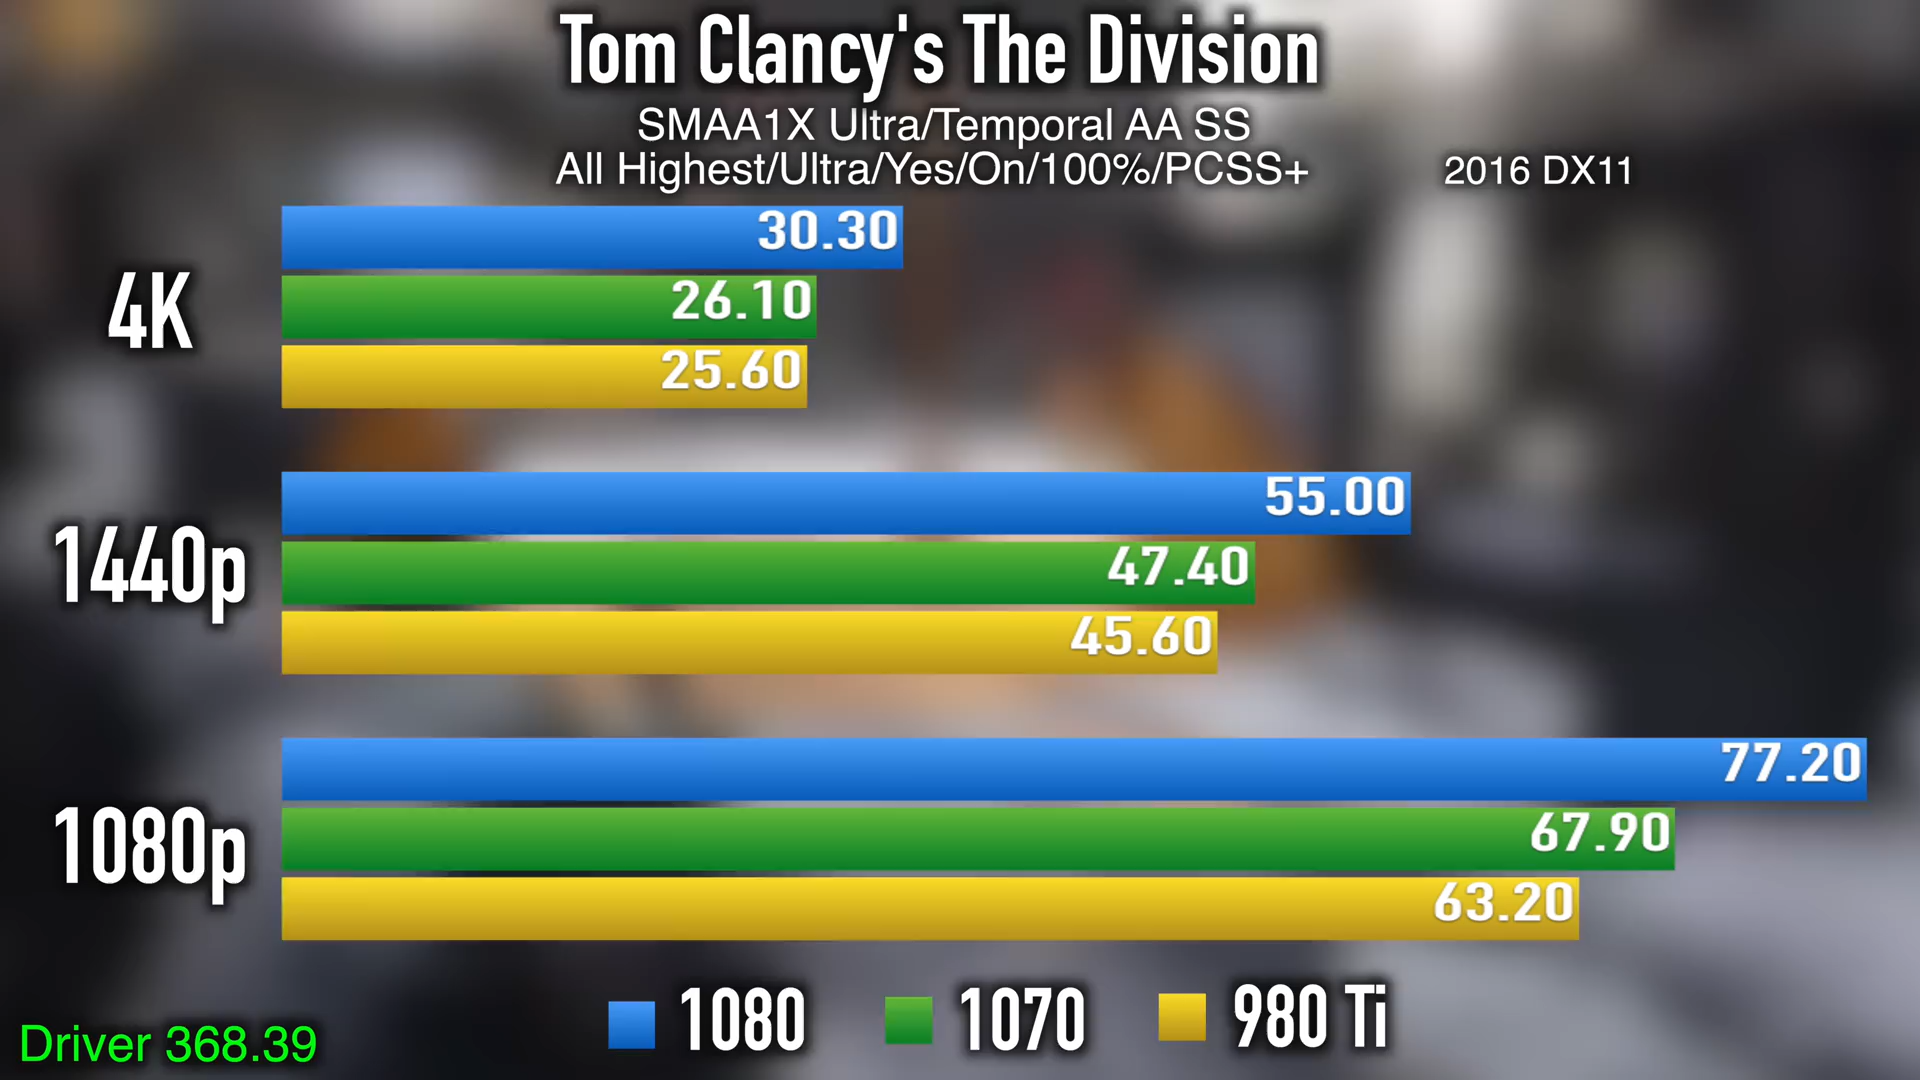 Tom Clancy's The Division
SMAA1X Ultra/Temporal AA SS
All Highest/Ultra/Yes/On/100%/PCSS+
2016 DX11
4K
30.30
26.10
25.60
1440p
55.00
47.40
45.60
1080p
77.20
67.90
63.20
1080
1070
980 Ti
Driver 368.39